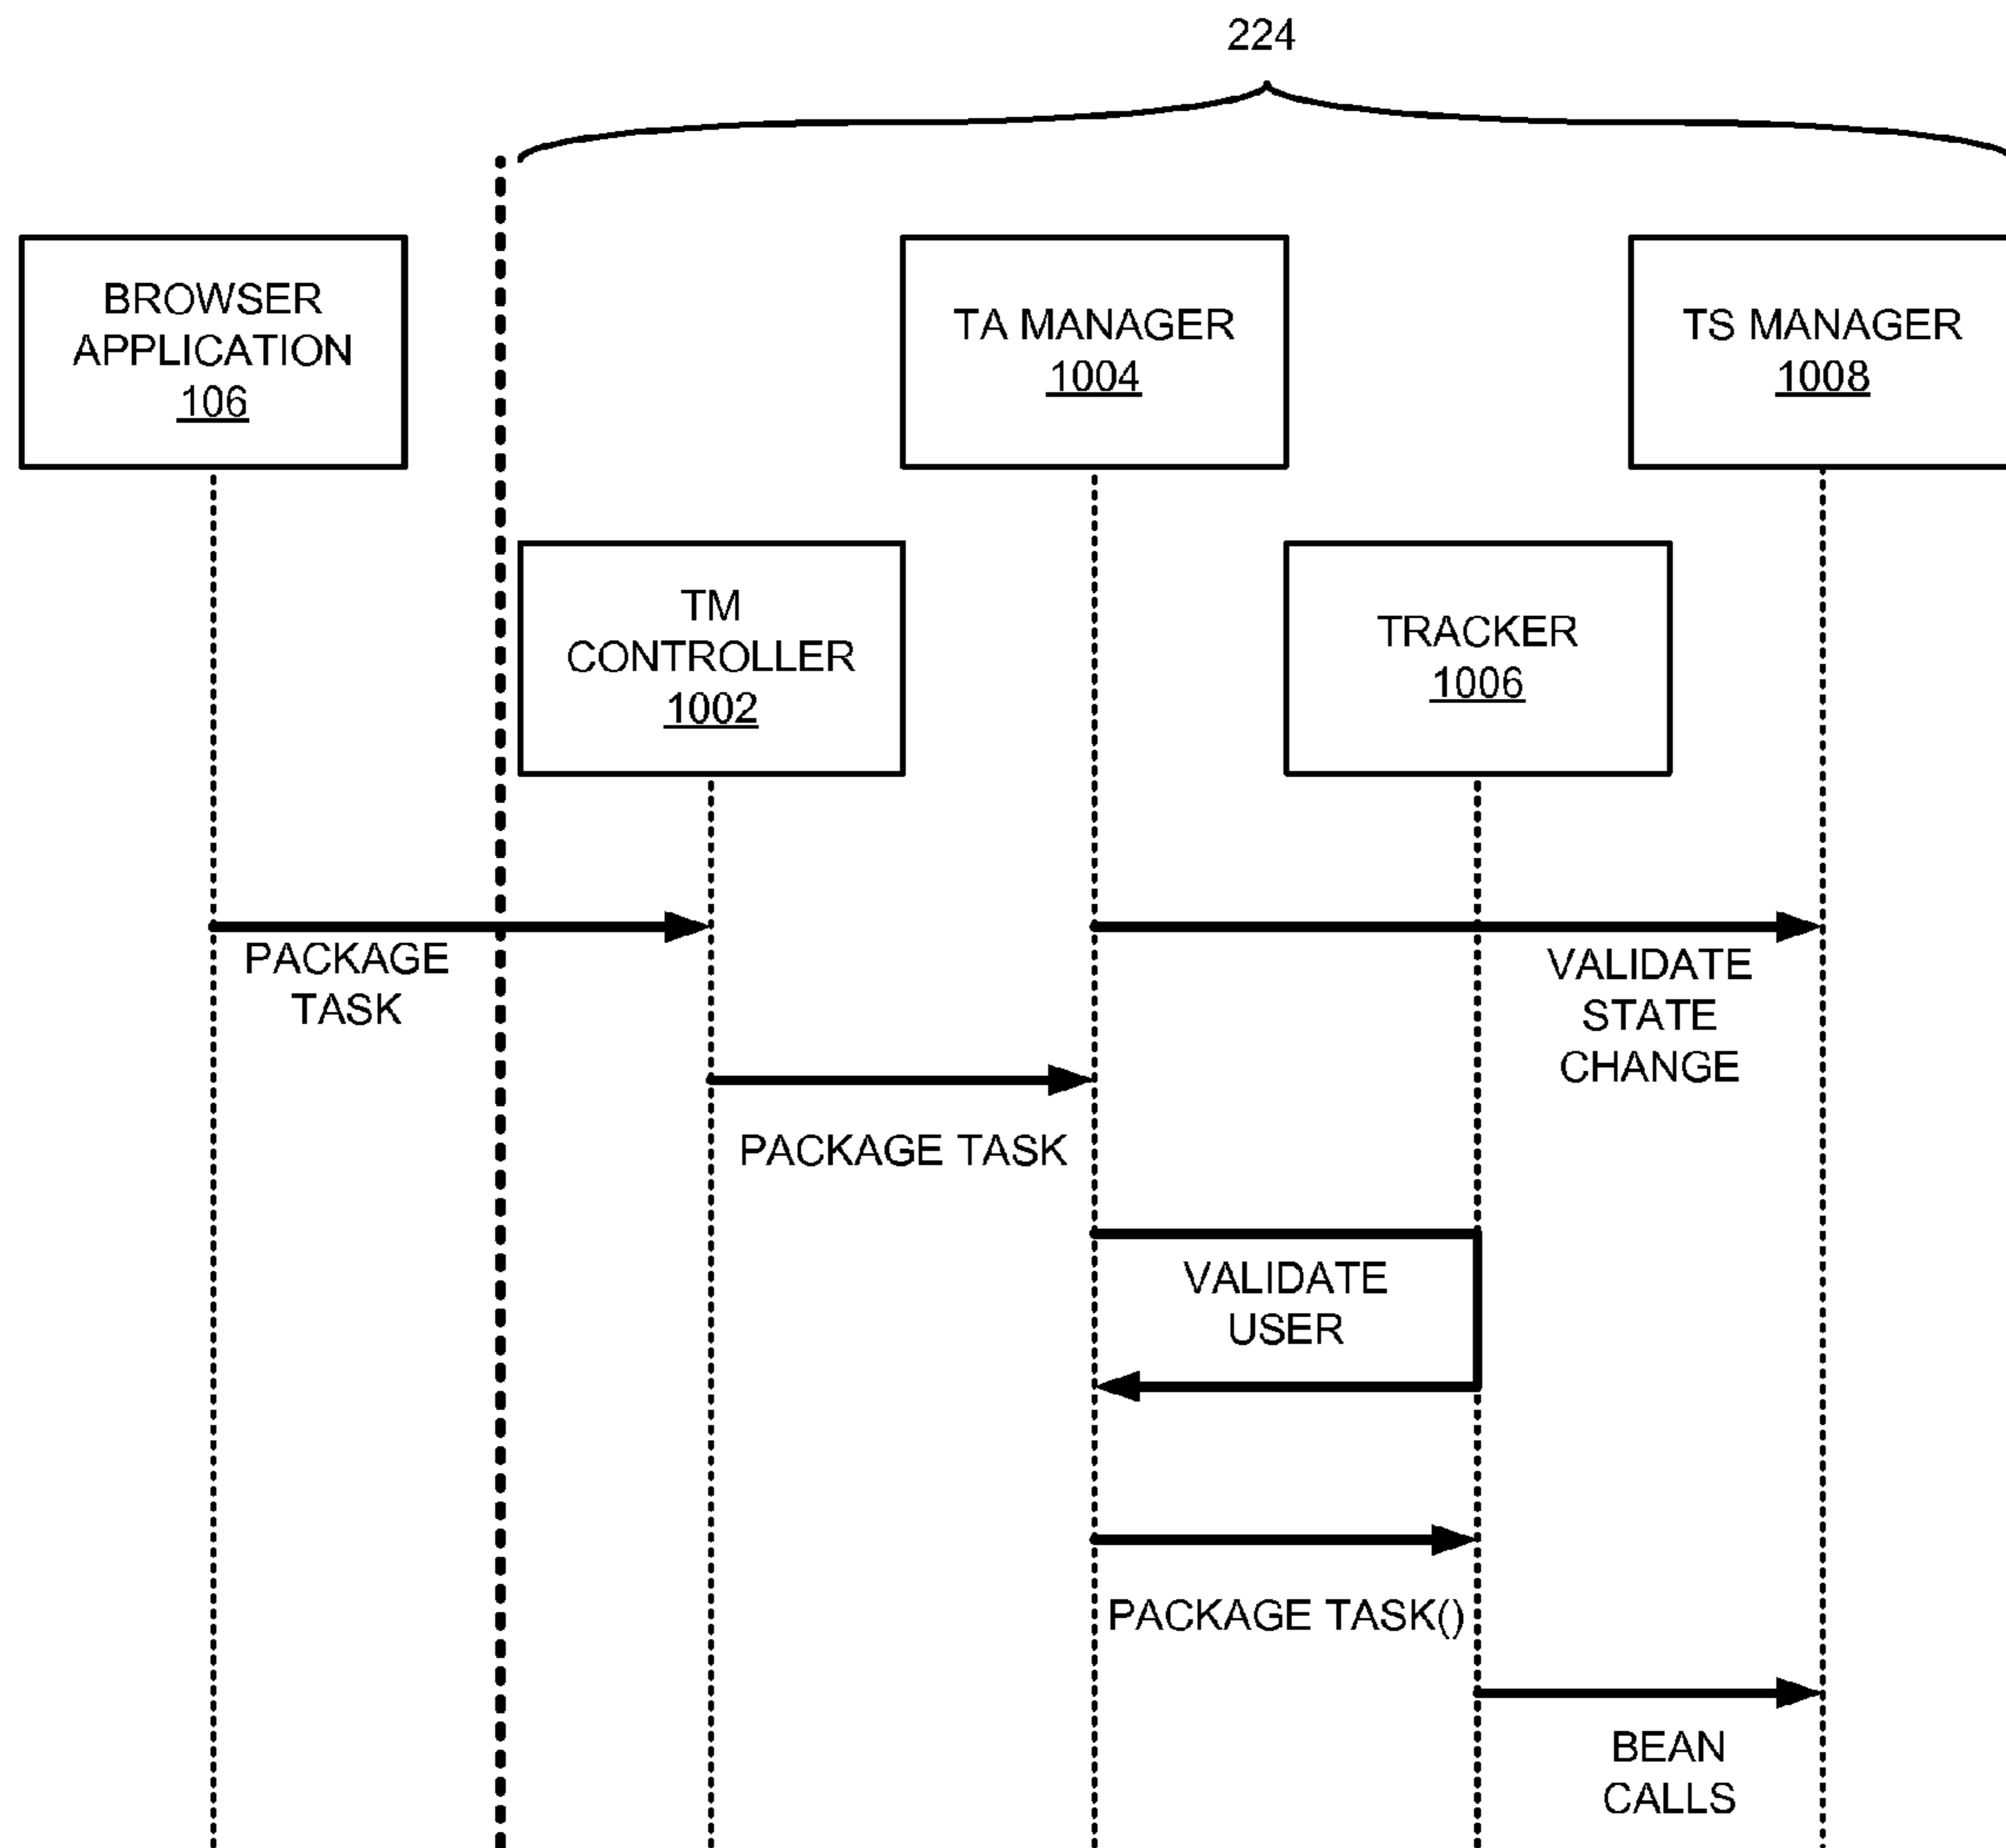 224
BROWSER
APPLICATION
106
TA MANAGER
1004
TS MANAGER
1008
TM
CONTROLLER
1002
TRACKER
1006
PACKAGE
TASK
VALIDATE
STATE
CHANGE
PACKAGE TASK
VALIDATE
USER
PACKAGE TASK()
BEAN
CALLS